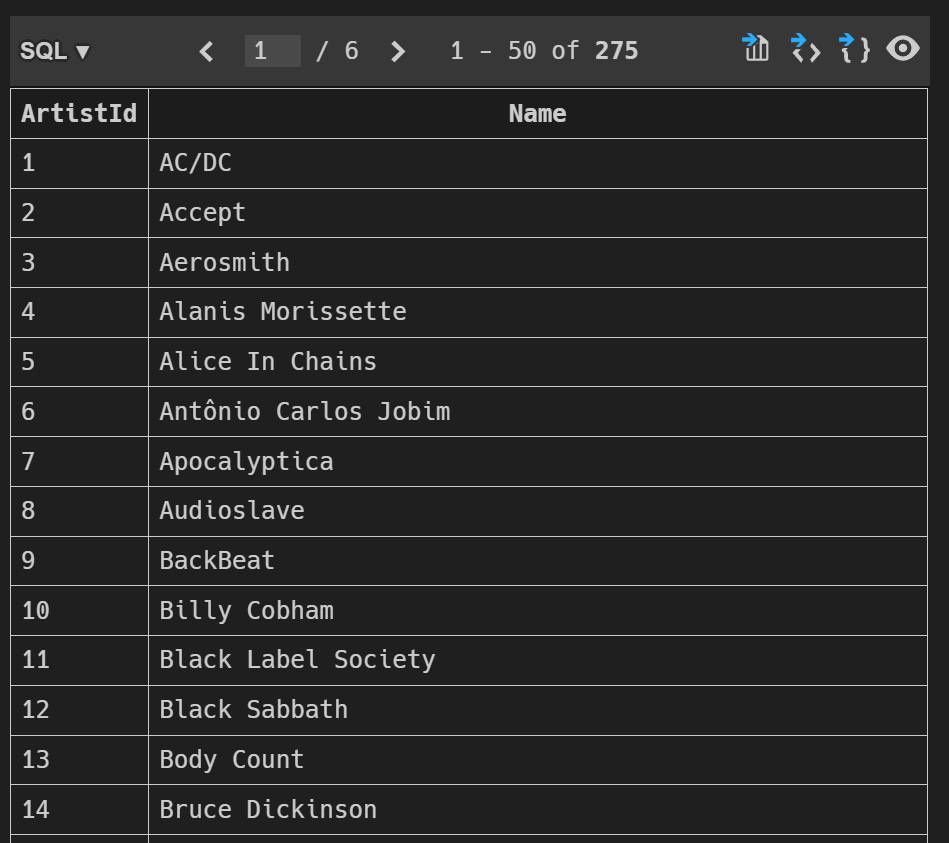 SQL ▼ 1 / 6 1 - 50 of 275
ArtistId Name
1 AC/DC
2 Accept
3 Aerosmith
4 Alanis Morissette
5 Alice In Chains
6 Antônio Carlos Jobim
7 Apocalyptica
8 Audioslave
9 BackBeat
10 Billy Cobham
11 Black Label Society
12 Black Sabbath
13 Body Count
14 Bruce Dickinson